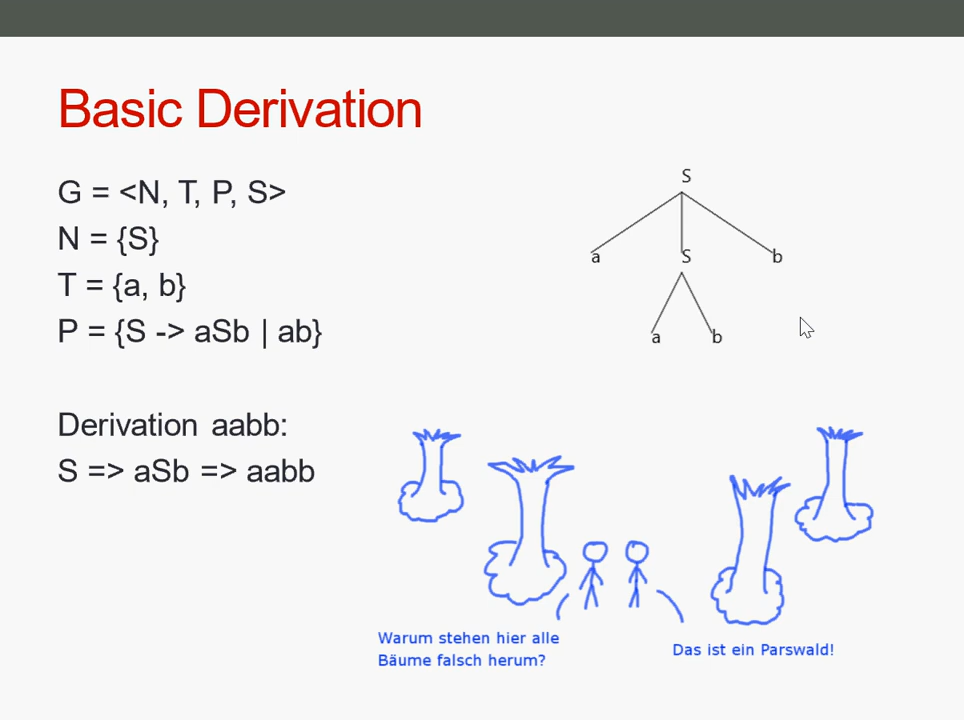 Basic Derivation
G = <N, T, P, S>
N = {S}
T = {a, b}
P = {S -> aSb | ab}
Derivation aabb:
S => aSb => aabb
S
a S b
a b
Warum stehen hier alle
Bäume falsch herum?
Das ist ein Parswald!